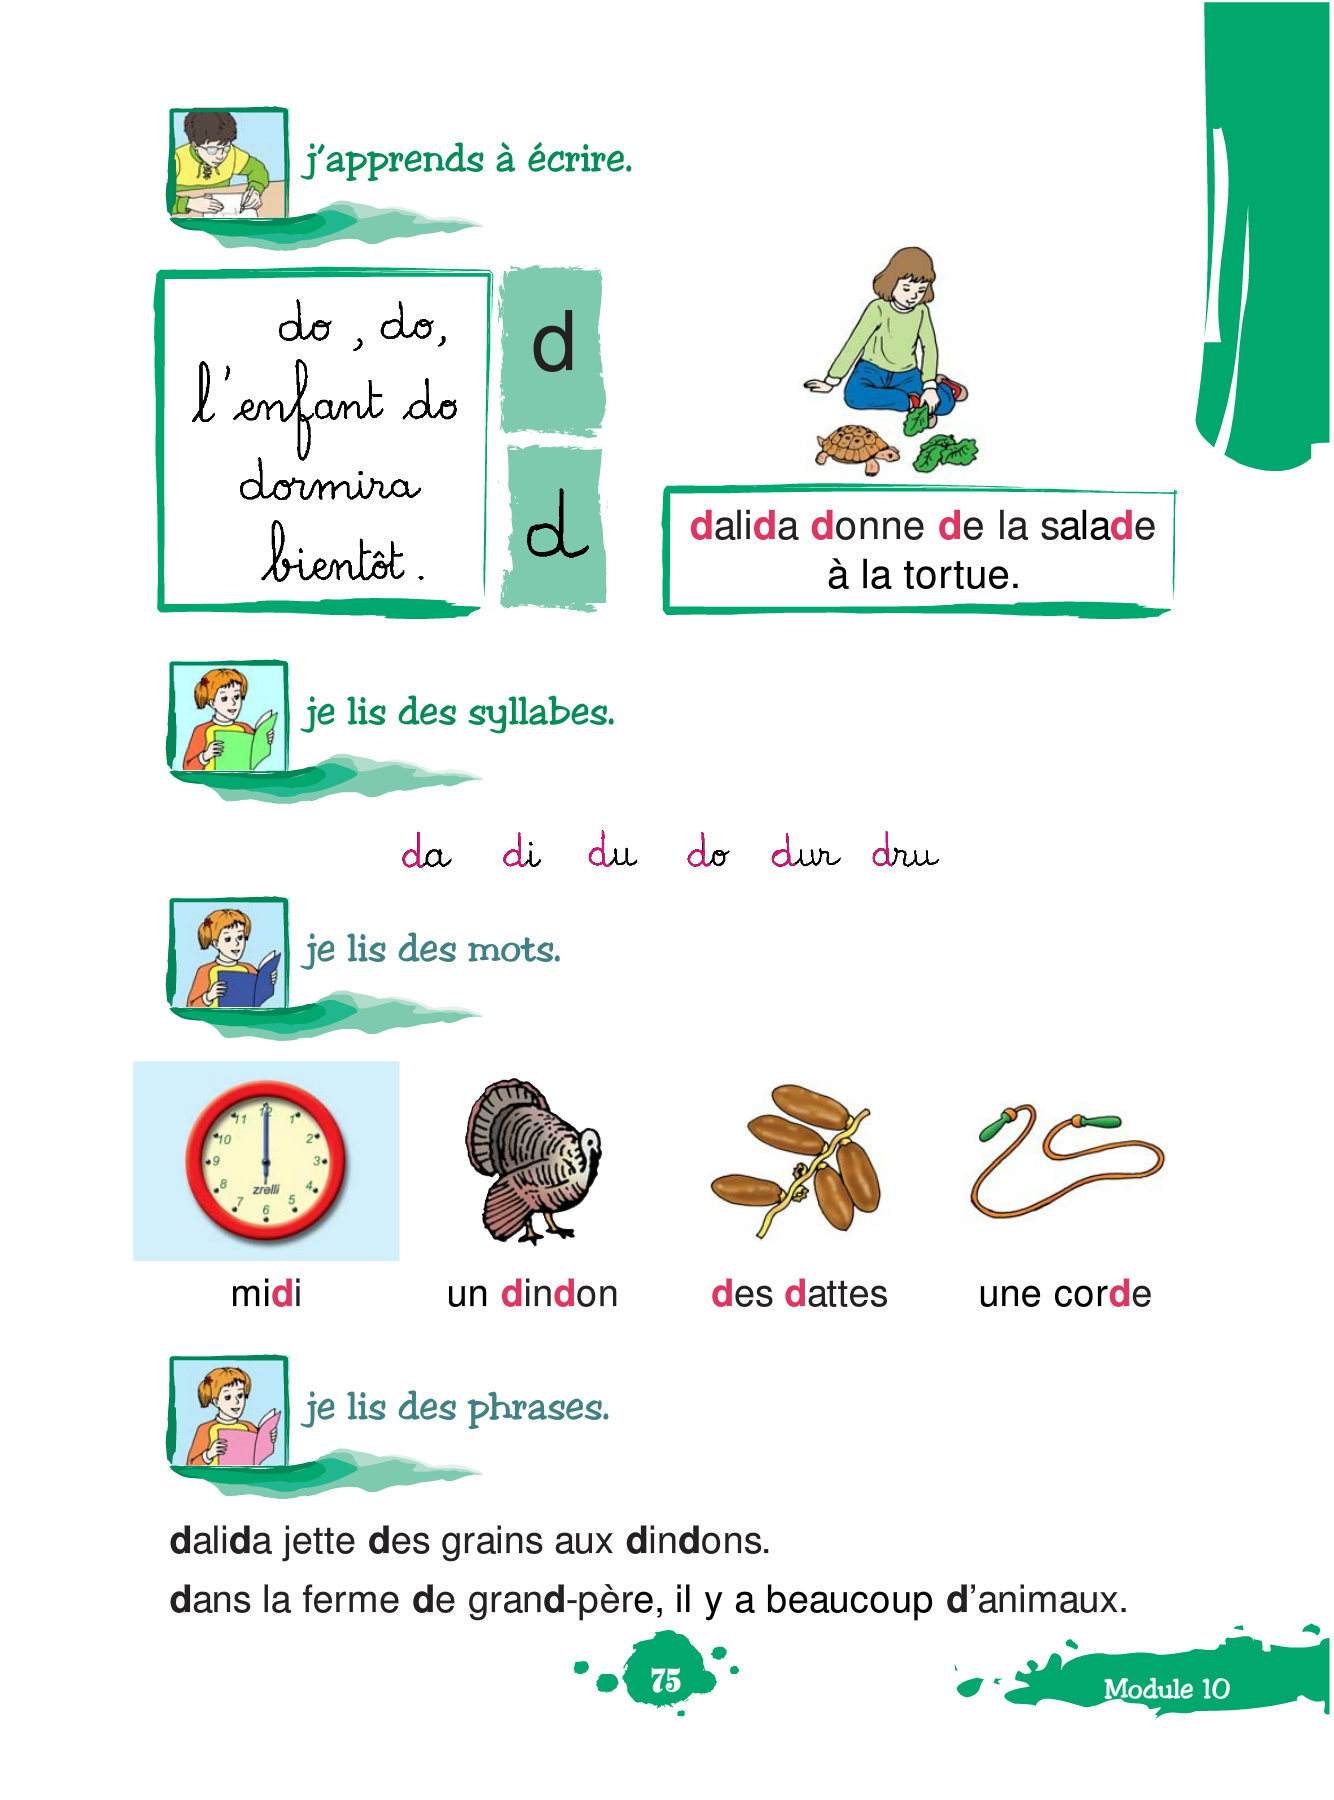 j'apprends à écrire.
do , do,
l'enfant do
dormira
bientôt.
d
d
dalida donne de la salade
à la tortue.
je lis des syllabes.
da di du do dur dru
je lis des mots.
12 1 2 3 4 5 6 7 8 9 10 11
zrelli
midi un dindon des dattes une corde
je lis des phrases.
dalida jette des grains aux dindons.
dans la ferme de grand-père, il y a beaucoup d'animaux.
75
Module 10